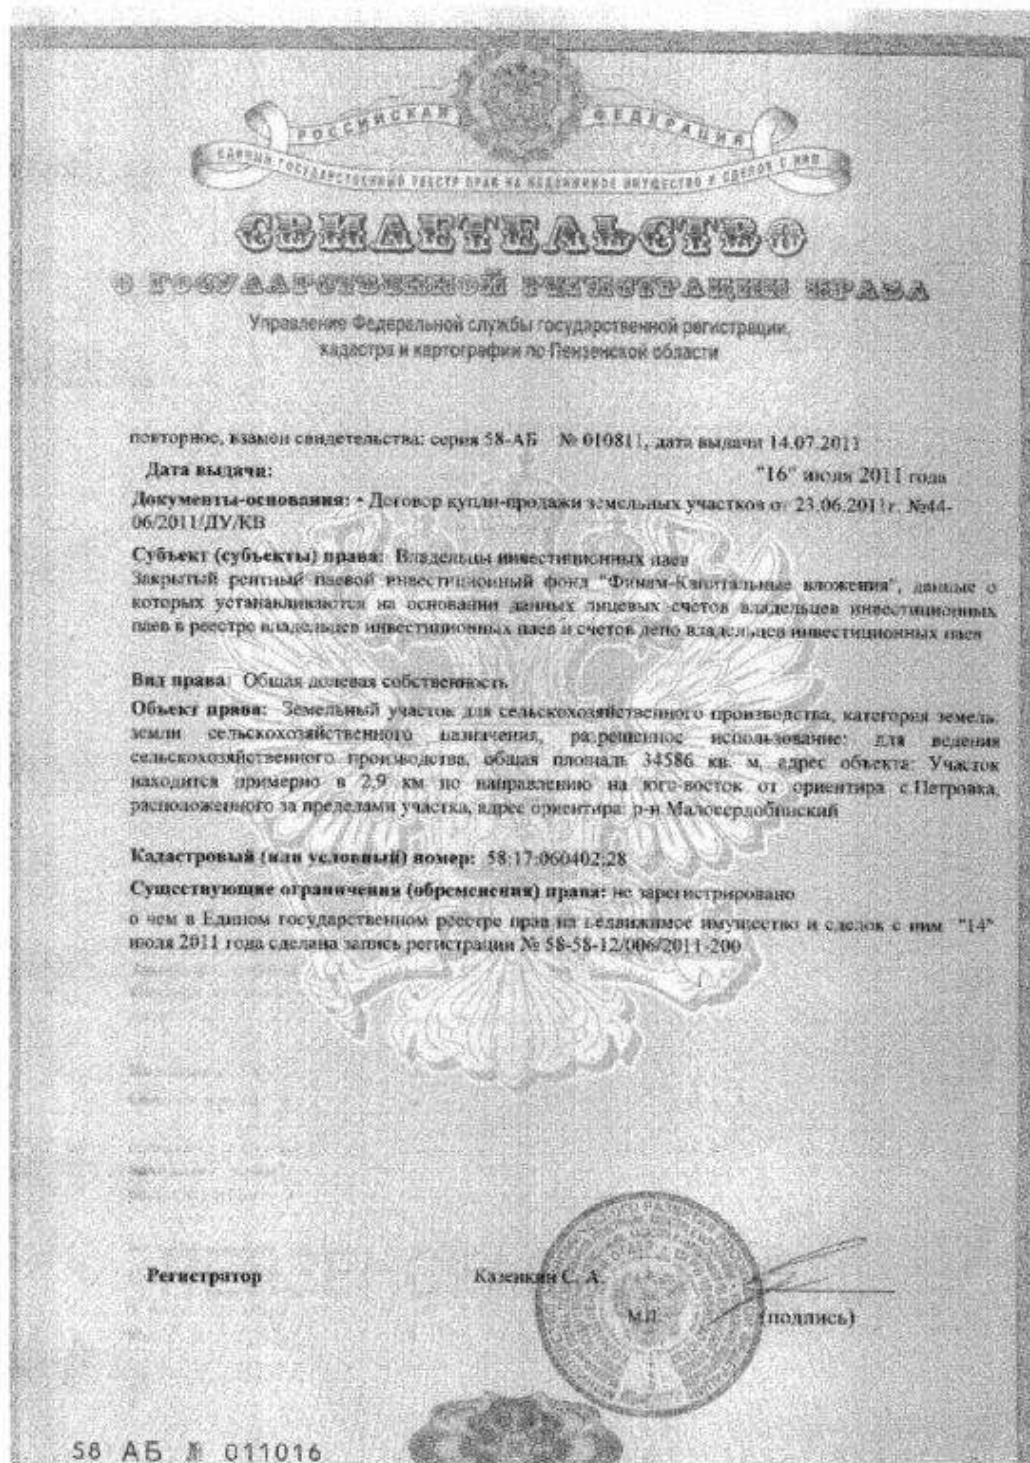 РОССИЙСКАЯ ФЕДЕРАЦИЯ
ЕДИНЫЙ ГОСУДАРСТВЕННЫЙ РЕЕСТР ПРАВ НА НЕДВИЖИМОЕ ИМУЩЕСТВО И СДЕЛОК С НИМ
СВИДЕТЕЛЬСТВО
О ГОСУДАРСТВЕННОЙ РЕГИСТРАЦИИ ПРАВА
Управление Федеральной службы государственной регистрации,
кадастра и картографии по Пензенской области
повторное, взамен свидетельства: серия 58-АБ № 010811, дата выдачи 14.07.2011
Дата выдачи: "16" июля 2011 года
Документы-основания: • Договор купли-продажи земельных участков от 23.06.2011г. №44-
06/2011/ДУ/КВ
Субъект (субъекты) права: Владельцы инвестиционных паев
Закрытый рентный паевой инвестиционный фонд "Финам-Капитальные вложения", данные о
которых устанавливаются на основании данных лицевых счетов владельцев инвестиционных
паев в реестре владельцев инвестиционных паев и счетов депо владельцев инвестиционных паев
Вид права: Общая долевая собственность
Объект права: Земельный участок для сельскохозяйственного производства, категория земель:
земли сельскохозяйственного назначения, разрешенное использование: для ведения
сельскохозяйственного производства, общая площадь 34586 кв. м, адрес объекта: Участок
находится примерно в 2,9 км по направлению на юго-восток от ориентира с.Петровка,
расположенного за пределами участка, адрес ориентира: р-н Малосердобинский
Кадастровый (или условный) номер: 58:17:060402:28
Существующие ограничения (обременения) права: не зарегистрировано
о чем в Едином государственном реестре прав на недвижимое имущество и сделок с ним "14"
июля 2011 года сделана запись регистрации № 58-58-12/006/2011-200
Регистратор Казенкин С. А.
М.П. (подпись)
58 АБ № 011016